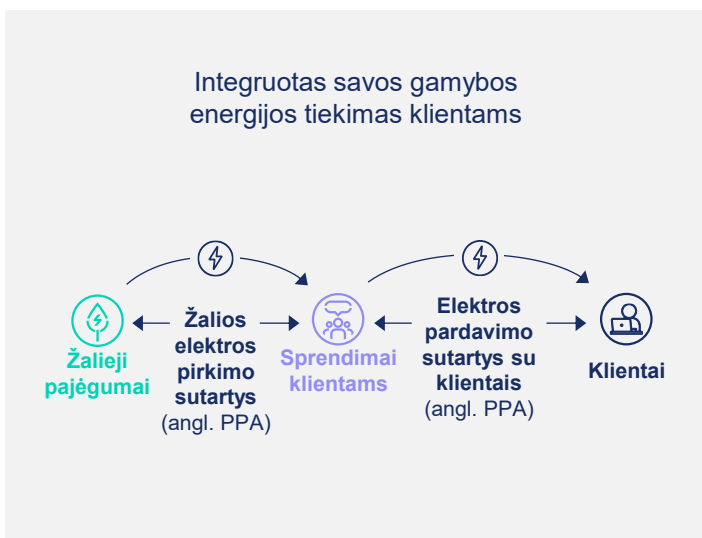 Integruotas savos gamybos
energijos tiekimas klientams
Žalieji
pajėgumai
Žalios
elektros
pirkimo
sutartys
(angl. PPA)
Sprendimai
klientams
Elektros
pardavimo
sutartys su
klientais
(angl. PPA)
Klientai